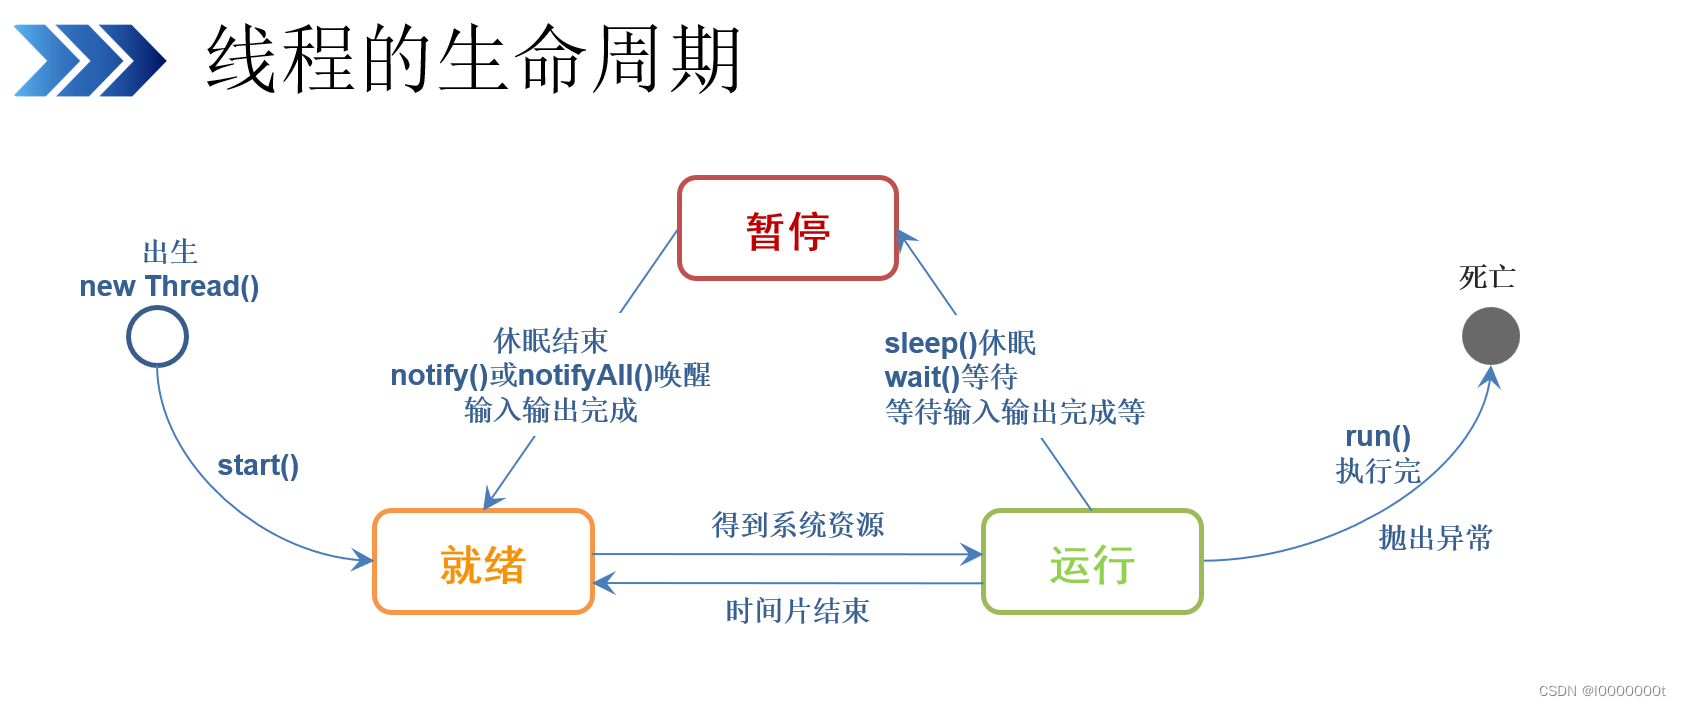 线程的生命周期
暂停
出生
new Thread()
死亡
休眠结束
notify()或notifyAll()唤醒
输入输出完成
sleep()休眠
wait()等待
等待输入输出完成等
start()
run()
执行完
抛出异常
得到系统资源
就绪
运行
时间片结束
CSDN @l0000000t